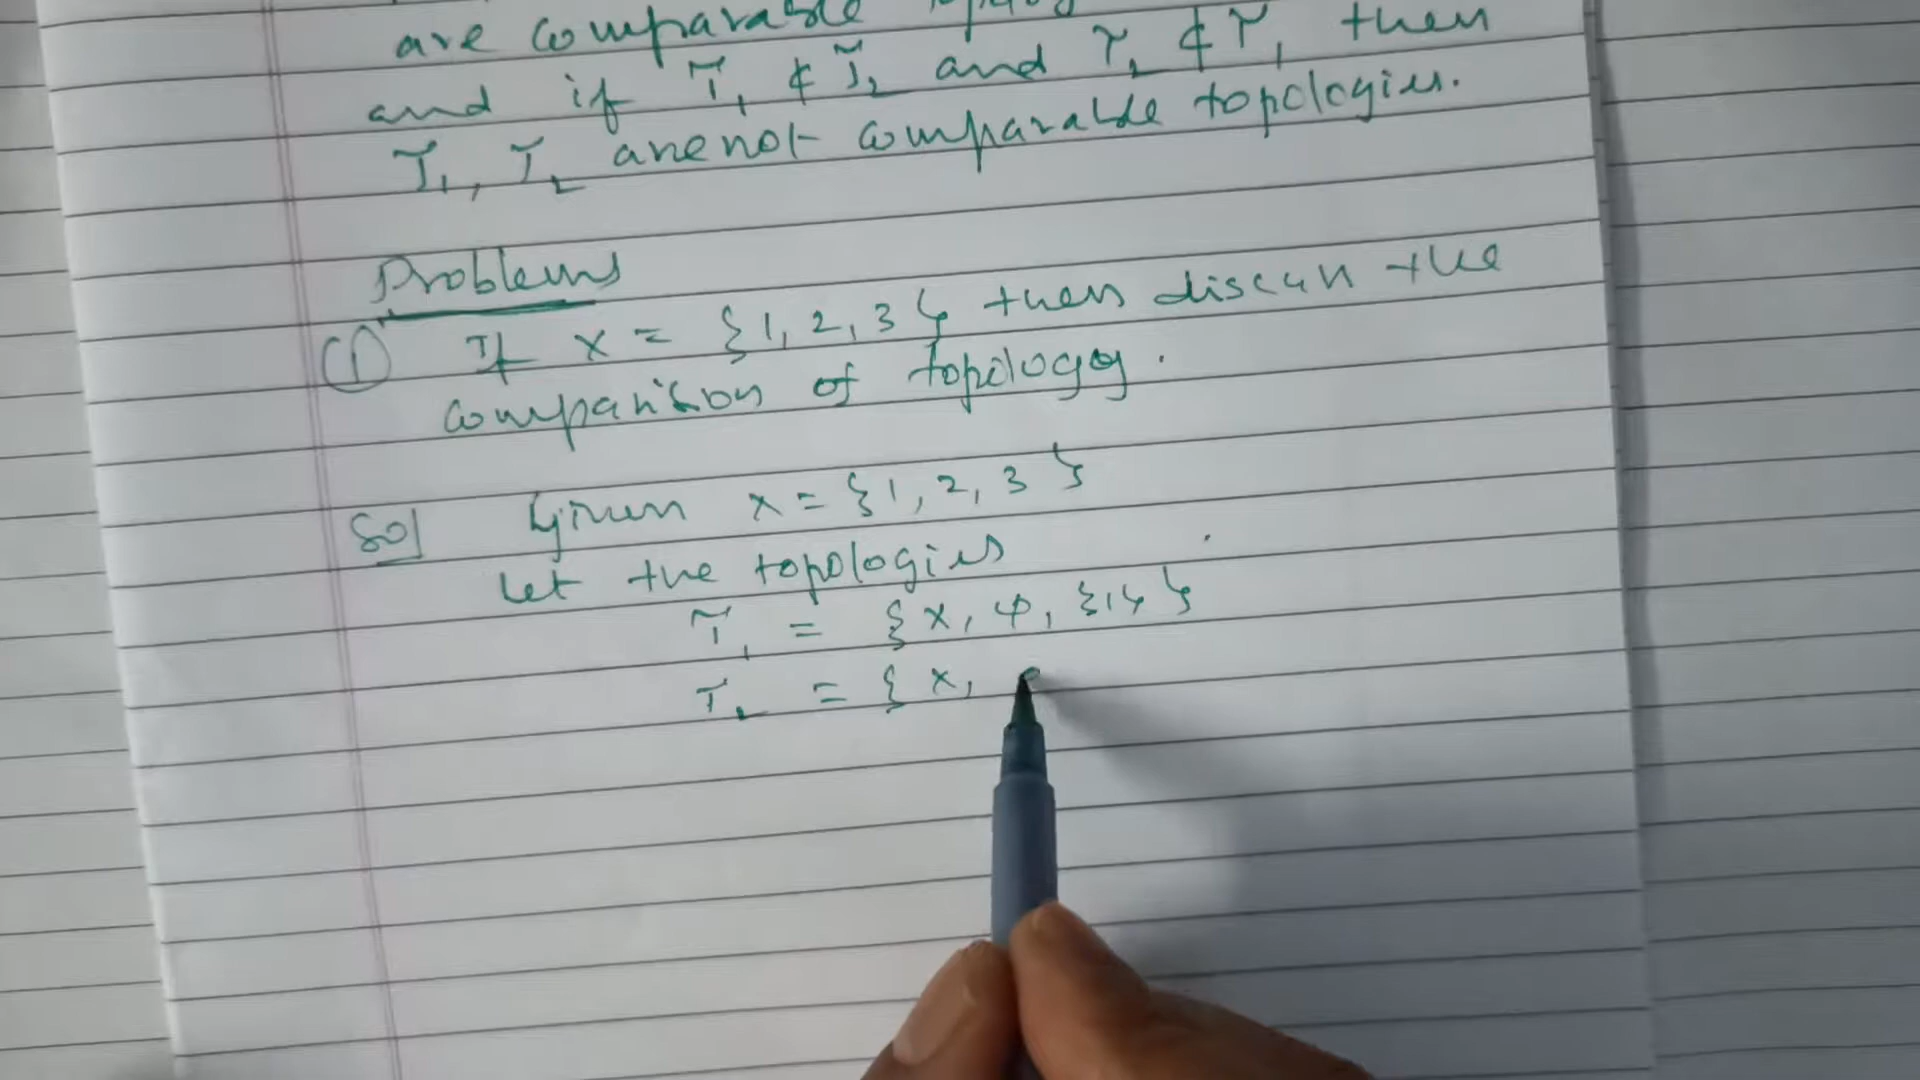 are comparable
and if T₁ ⊄ T₂ and T₂ ⊄ T₁ then
T₁, T₂ are not comparable topologies.
Problems
(1) If X = {1, 2, 3} then discuss the
comparision of topology.
Sol Given X = {1, 2, 3}
Let the topologies
T₁ = {X, φ, {1}}
T₂ = {X,